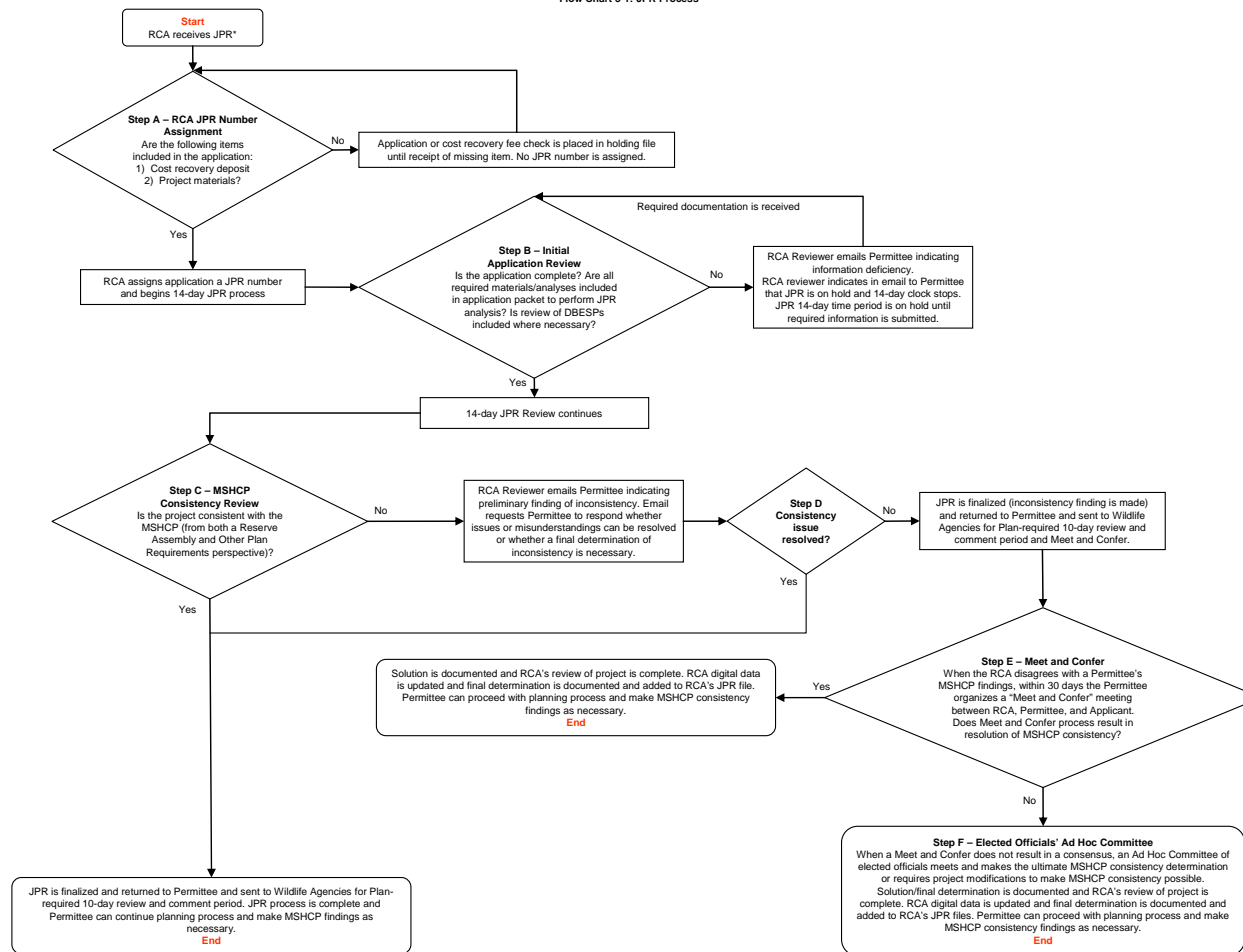 Flow Chart 3-1: JPR Process
Start
RCA receives JPR*
Step A – RCA JPR Number
Assignment
Are the following items
included in the application:
1) Cost recovery deposit
2) Project materials?
No
Application or cost recovery fee check is placed in holding file
until receipt of missing item. No JPR number is assigned.
Yes
RCA assigns application a JPR number
and begins 14-day JPR process
Required documentation is received
Step B – Initial
Application Review
Is the application complete? Are all
required materials/analyses included
in application packet to perform JPR
analysis? Is review of DBESPs
included where necessary?
No
RCA Reviewer emails Permittee indicating
information deficiency.
RCA reviewer indicates in email to Permittee
that JPR is on hold and 14-day clock stops.
JPR 14-day time period is on hold until
required information is submitted.
Yes
14-day JPR Review continues
Step C – MSHCP
Consistency Review
Is the project consistent with the
MSHCP (from both a Reserve
Assembly and Other Plan
Requirements perspective)?
No
RCA Reviewer emails Permittee indicating
preliminary finding of inconsistency. Email
requests Permittee to respond whether
issues or misunderstandings can be resolved
or whether a final determination of
inconsistency is necessary.
Step D
Consistency
issue
resolved?
No
JPR is finalized (inconsistency finding is made)
and returned to Permittee and sent to Wildlife
Agencies for Plan-required 10-day review and
comment period and Meet and Confer.
Yes
Yes
Step E – Meet and Confer
When the RCA disagrees with a Permittee's
MSHCP findings, within 30 days the Permittee
organizes a "Meet and Confer" meeting
between RCA, Permittee, and Applicant.
Does Meet and Confer process result in
resolution of MSHCP consistency?
Yes
Solution is documented and RCA's review of project is complete. RCA digital data
is updated and final determination is documented and added to RCA's JPR file.
Permittee can proceed with planning process and make MSHCP consistency
findings as necessary.
End
No
Step F – Elected Officials' Ad Hoc Committee
When a Meet and Confer does not result in a consensus, an Ad Hoc Committee of
elected officials meets and makes the ultimate MSHCP consistency determination
or requires project modifications to make MSHCP consistency possible.
Solution/final determination is documented and RCA's review of project is
complete. RCA digital data is updated and final determination is documented and
added to RCA's JPR files. Permittee can proceed with planning process and make
MSHCP consistency findings as necessary.
End
JPR is finalized and returned to Permittee and sent to Wildlife Agencies for Plan-
required 10-day review and comment period. JPR process is complete and
Permittee can continue planning process and make MSHCP findings as
necessary.
End